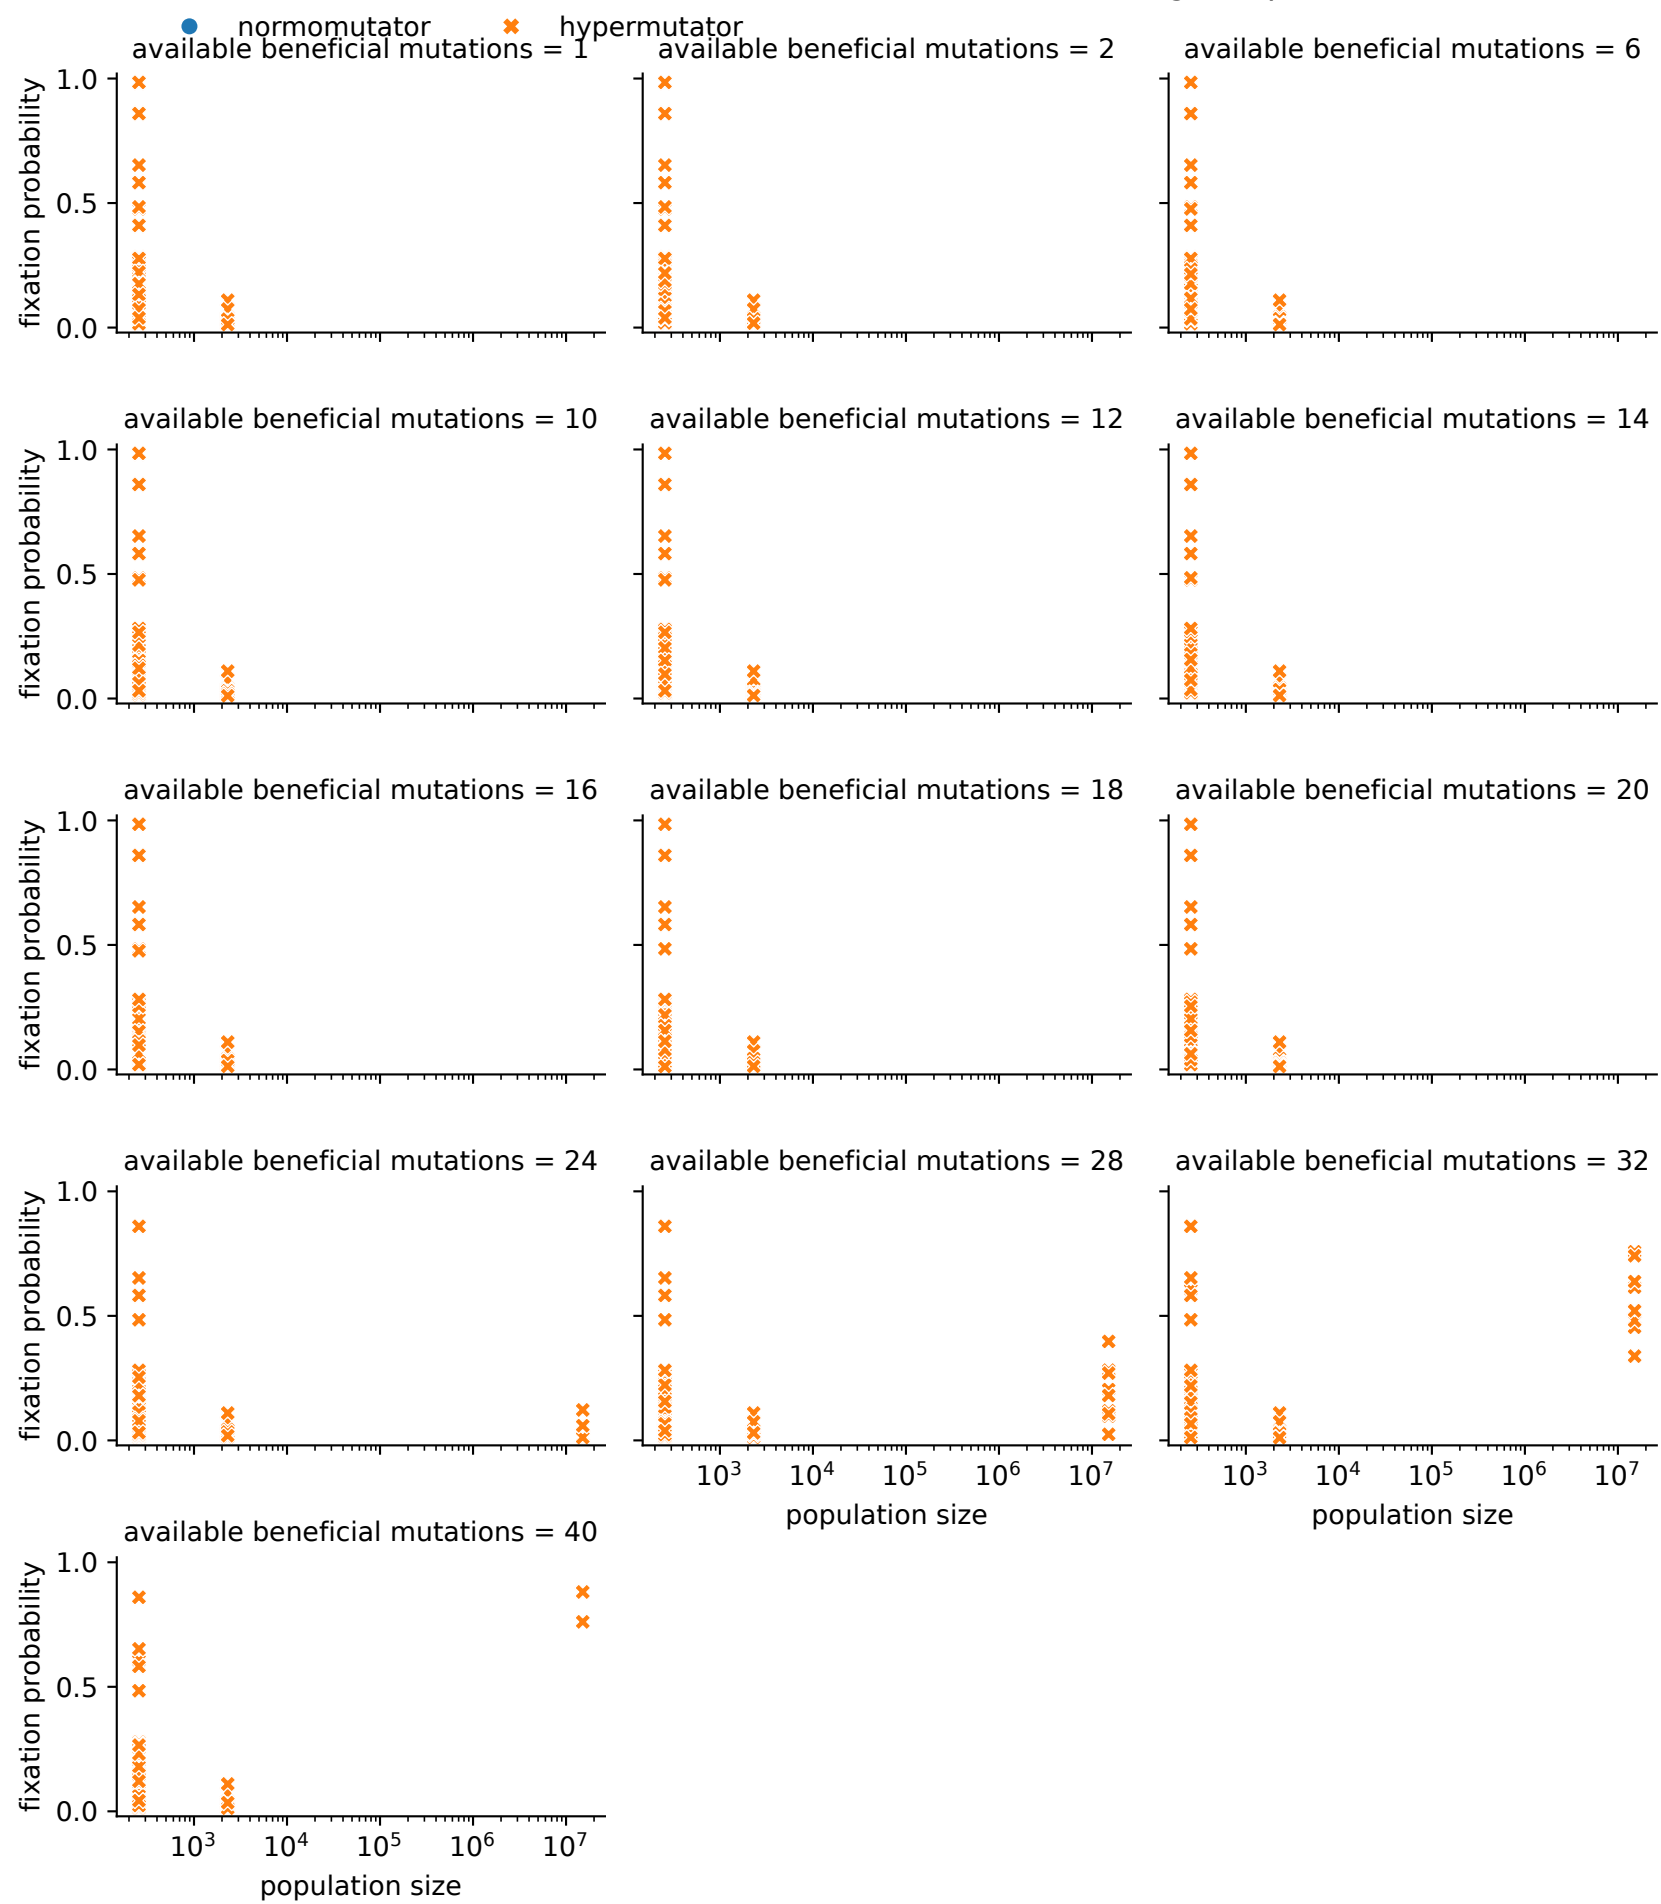 normomutator hypermutator
available beneficial mutations = 1 available beneficial mutations = 2 available beneficial mutations = 6
1.0
0.5
0.0
fixation probability
available beneficial mutations = 10 available beneficial mutations = 12 available beneficial mutations = 14
1.0
0.5
0.0
fixation probability
available beneficial mutations = 16 available beneficial mutations = 18 available beneficial mutations = 20
1.0
0.5
0.0
fixation probability
available beneficial mutations = 24 available beneficial mutations = 28 available beneficial mutations = 32
1.0
0.5
0.0
fixation probability
10³ 10⁴ 10⁵ 10⁶ 10⁷ 10³ 10⁴ 10⁵ 10⁶ 10⁷
population size population size
available beneficial mutations = 40
1.0
0.5
0.0
fixation probability
10³ 10⁴ 10⁵ 10⁶ 10⁷
population size